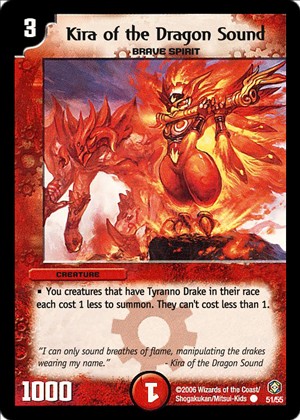 3
Kira of the Dragon Sound
BRAVE SPIRIT
CREATURE
▪ You creatures that have Tyranno Drake in their race
each cost 1 less to summon. They can't cost less than 1.
"I can only sound breathes of flame, manipulating the drakes
wearing my name." - Kira of the Dragon Sound
1000
1
©2006 Wizards of the Coast/
Shogakukan/Mitsui-Kids
51/55